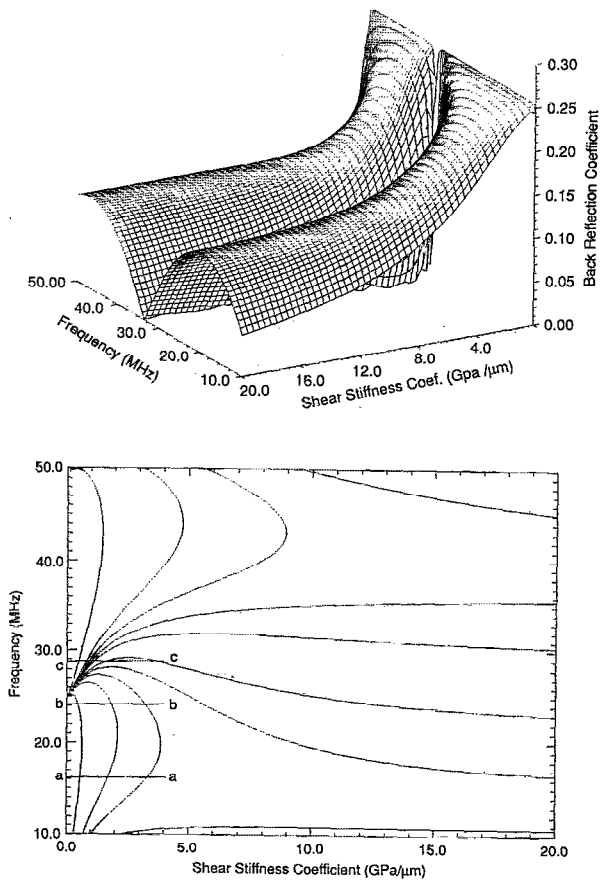 0.30
0.25
0.20
0.15
0.10
0.05
0.00
Back Reflection Coefficient
50.00
40.0
30.0
20.0
10.0
Frequency (MHz)
20.0
16.0
12.0
8.0
4.0
Shear Stiffness Coef. (Gpa /μm)
50.0
40.0
30.0
20.0
10.0
Frequency (MHz)
c
c
b
b
a
a
0.0
5.0
10.0
15.0
20.0
Shear Stiffness Coefficient (GPa/μm)